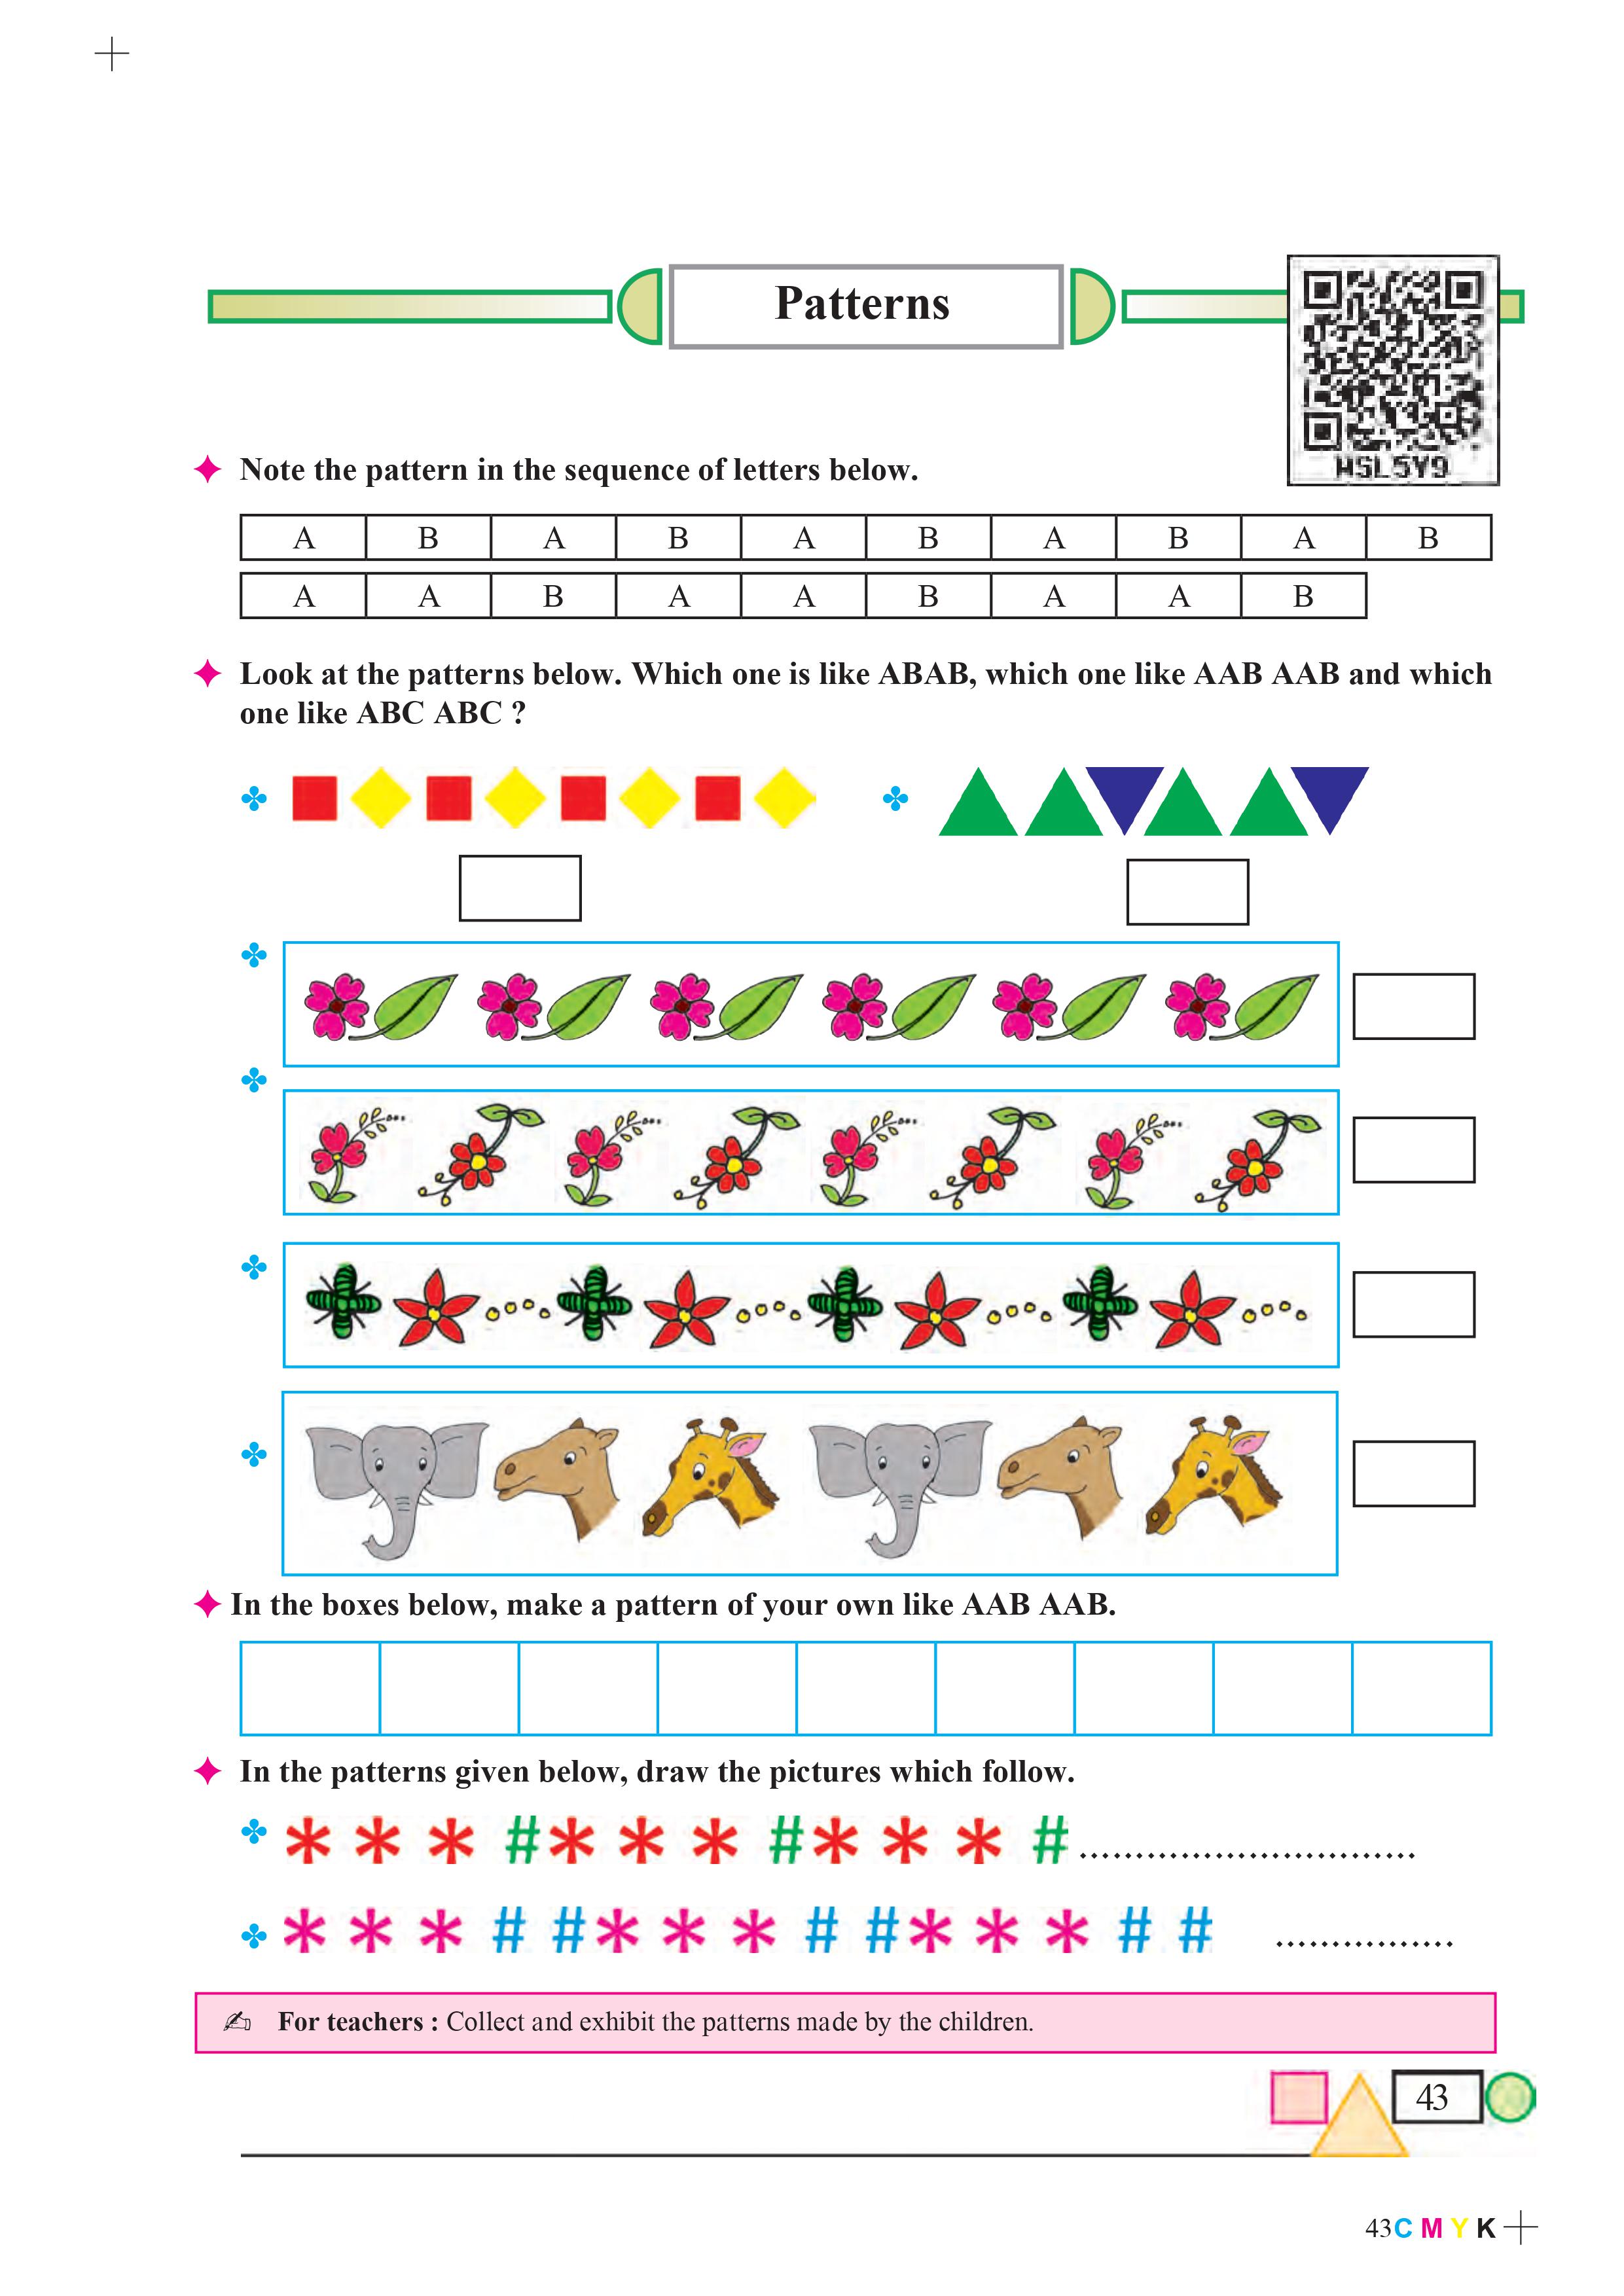 Patterns
HSL5Y9
Note the pattern in the sequence of letters below.
A B A B A B A B A B
A A B A A B A A B
Look at the patterns below. Which one is like ABAB, which one like AAB AAB and which
one like ABC ABC ?
In the boxes below, make a pattern of your own like AAB AAB.
In the patterns given below, draw the pictures which follow.
* * * # * * * # * * * # ..............................
* * * # # * * * # # * * * # # ................
✍ For teachers : Collect and exhibit the patterns made by the children.
43
43 C M Y K